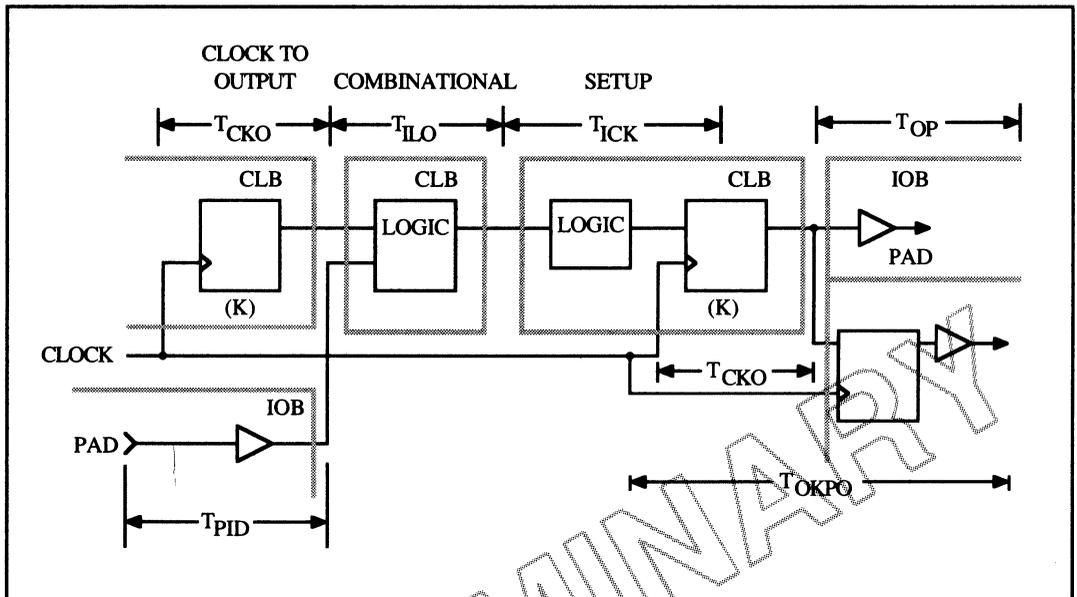 CLOCK TO
OUTPUT
COMBINATIONAL
SETUP
TCKO
TILO
TICK
TOP
CLB
CLB
CLB
IOB
LOGIC
LOGIC
PAD
(K)
(K)
CLOCK
TCKO
IOB
PAD
TOKPO
TPID
MINARY